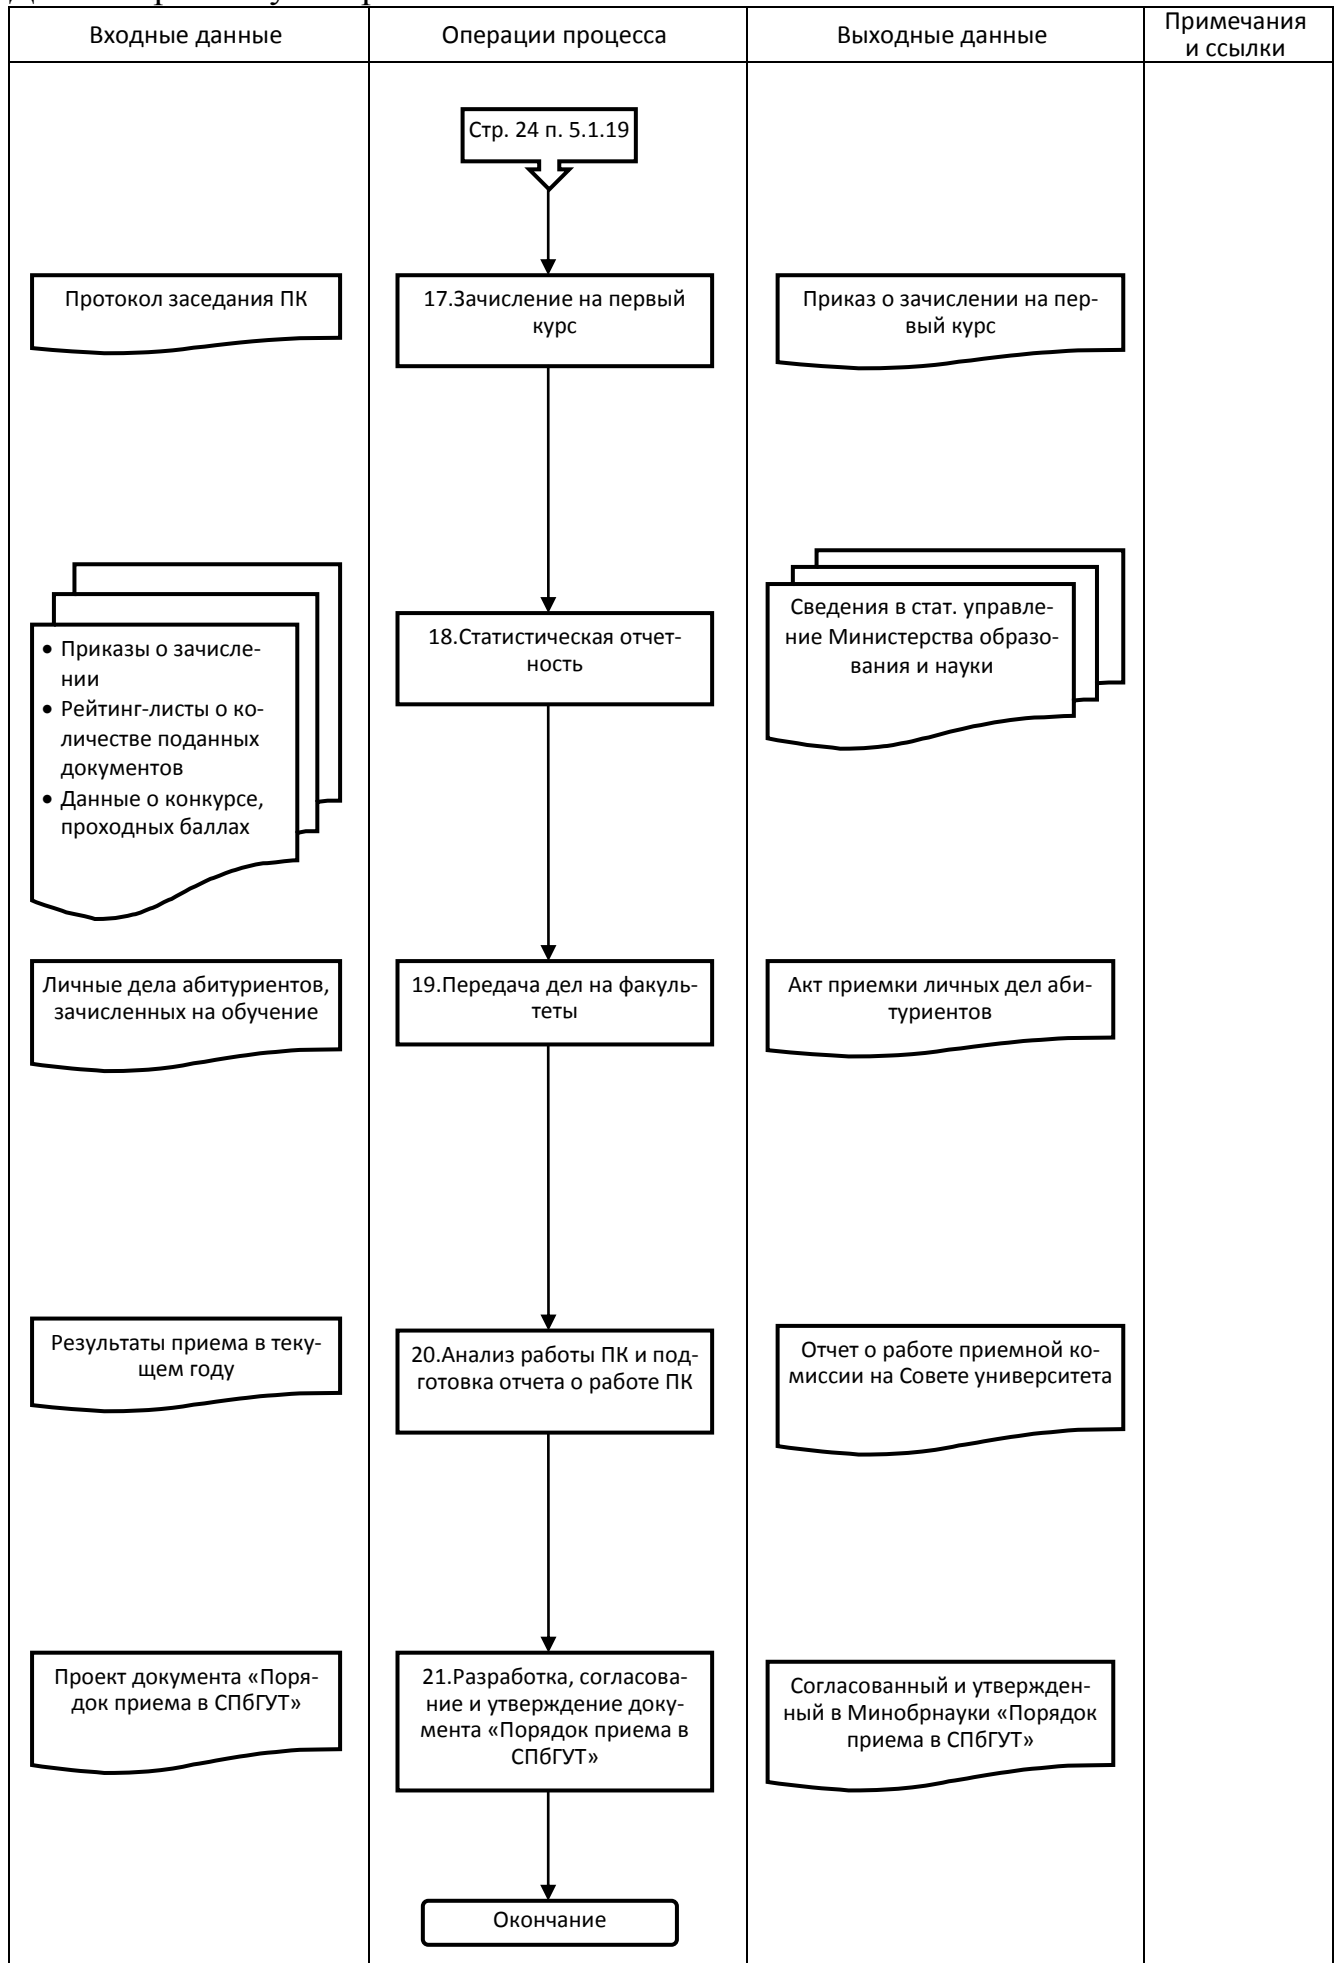 Входные данные
Операции процесса
Выходные данные
Примечания
и ссылки
Стр. 24 п. 5.1.19
Протокол заседания ПК
17.Зачисление на первый
курс
Приказ о зачислении на пер-
вый курс
• Приказы о зачисле-
нии
• Рейтинг-листы о ко-
личестве поданных
документов
• Данные о конкурсе,
проходных баллах
18.Статистическая отчет-
ность
Сведения в стат. управле-
ние Министерства образо-
вания и науки
Личные дела абитуриентов,
зачисленных на обучение
19.Передача дел на факуль-
теты
Акт приемки личных дел аби-
туриентов
Результаты приема в теку-
щем году
20.Анализ работы ПК и под-
готовка отчета о работе ПК
Отчет о работе приемной ко-
миссии на Совете университета
Проект документа «Поря-
док приема в СПбГУТ»
21.Разработка, согласова-
ние и утверждение доку-
мента «Порядок приема в
СПбГУТ»
Согласованный и утвержден-
ный в Минобрнауки «Порядок
приема в СПбГУТ»
Окончание